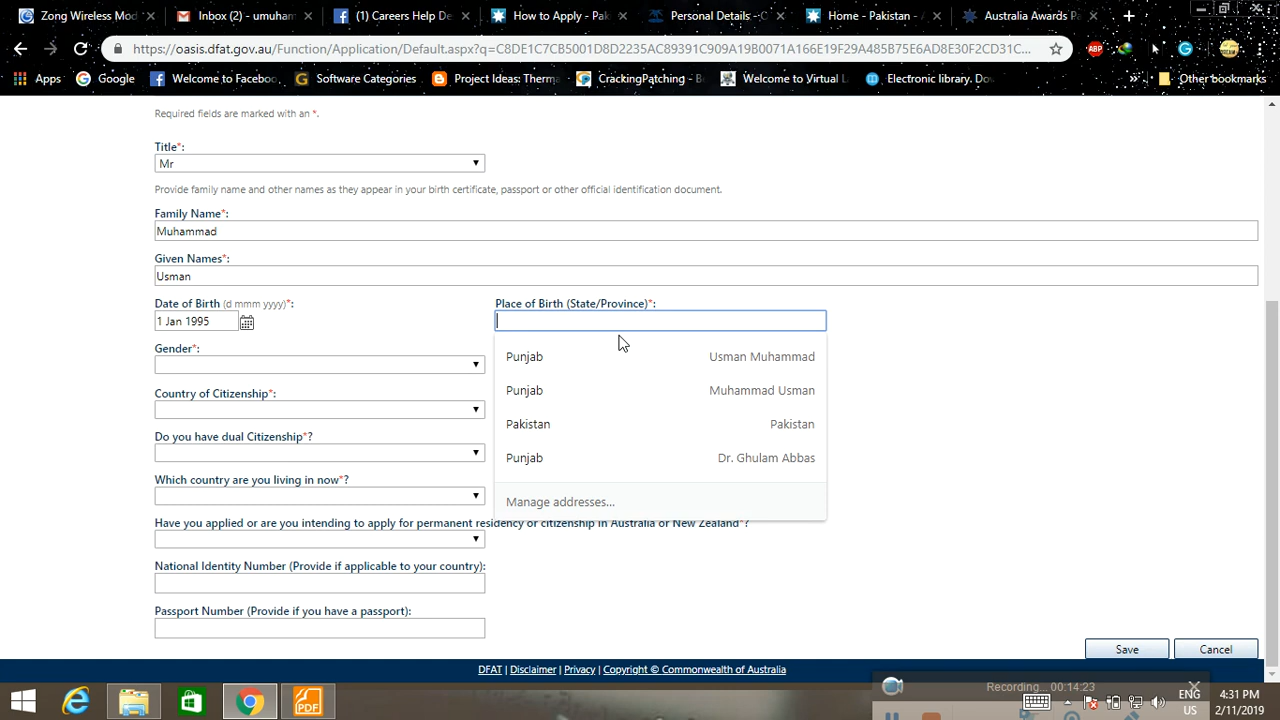 Zong Wireless Mod
Inbox (2) - umuham
(1) Careers Help De
How to Apply - Pak
Personal Details - C
Home - Pakistan - A
Australia Awards Pa
https://oasis.dfat.gov.au/Function/Application/Default.aspx?q=C8DE1C7CB5001D8D2235AC89391C909A19B0071A166E19F29A485B75E6AD8E30F2CD31C...
ABP
Apps
Google
Welcome to Faceboo
Software Categories
Project Ideas: Therma
CrackingPatching - B
Welcome to Virtual L
Electronic library. Do
Other bookmarks
Required fields are marked with an *.
Title*:
Mr
Provide family name and other names as they appear in your birth certificate, passport or other official identification document.
Family Name*:
Muhammad
Given Names*:
Usman
Date of Birth (d mmm yyyy)*:
Place of Birth (State/Province)*:
1 Jan 1995
Gender*:
Punjab Usman Muhammad
Punjab Muhammad Usman
Country of Citizenship*:
Pakistan Pakistan
Do you have dual Citizenship*?
Punjab Dr. Ghulam Abbas
Which country are you living in now*?
Manage addresses...
Have you applied or are you intending to apply for permanent residency or citizenship in Australia or New Zealand*?
National Identity Number (Provide if applicable to your country):
Passport Number (Provide if you have a passport):
Save
Cancel
DFAT | Disclaimer | Privacy | Copyright © Commonwealth of Australia
Recording... 00:14:23
PDF
ENG
US
4:31 PM
2/11/2019